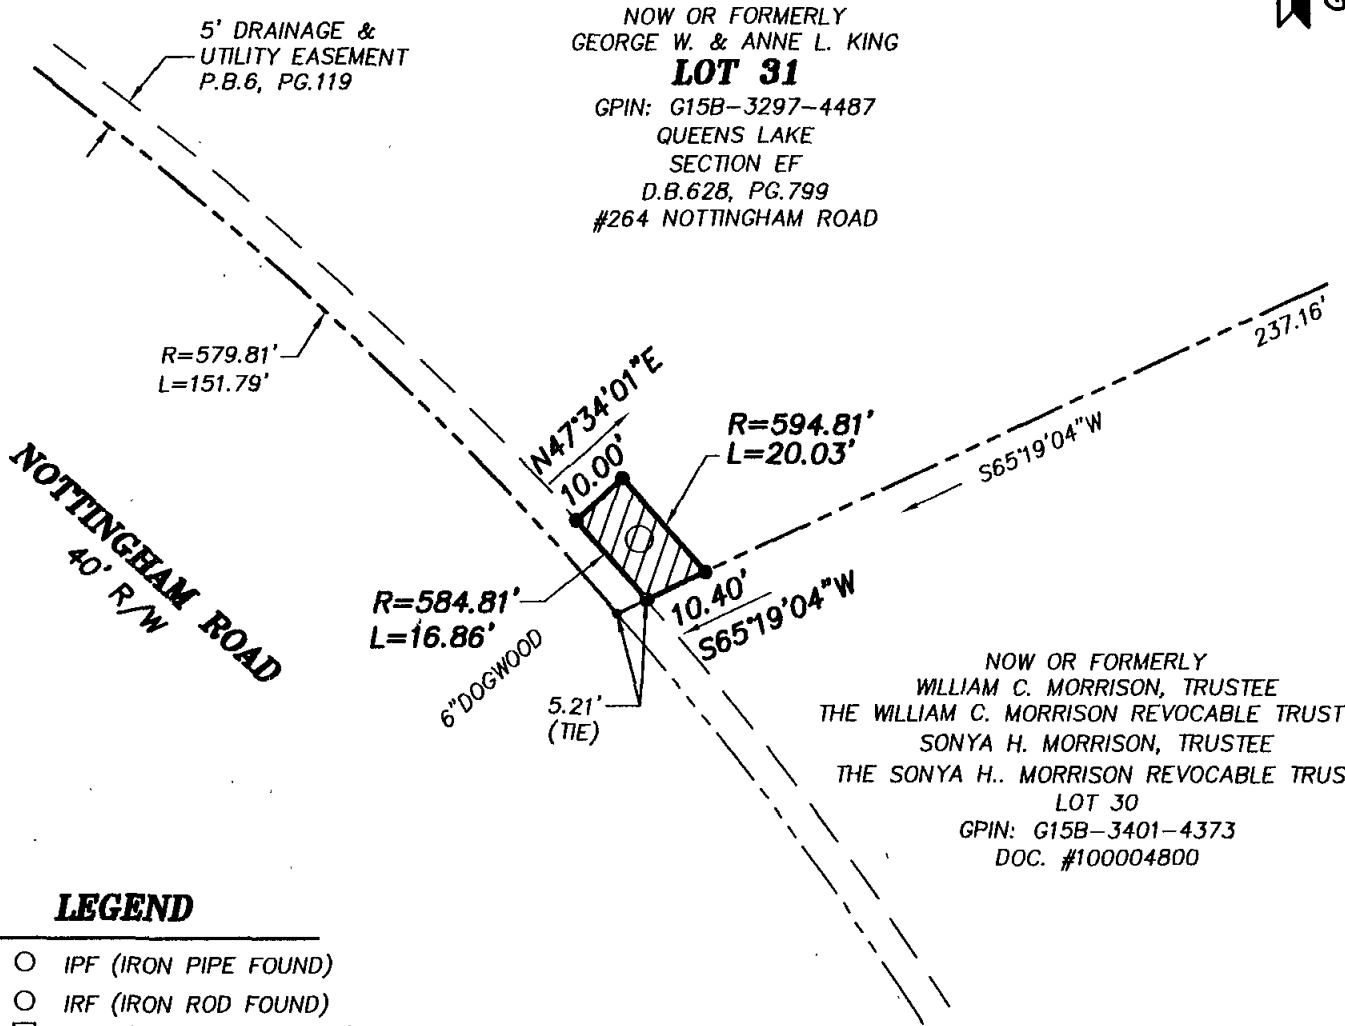 5' DRAINAGE &
UTILITY EASEMENT
P.B.6, PG.119
NOW OR FORMERLY
GEORGE W. & ANNE L. KING
LOT 31
GPIN: G15B-3297-4487
QUEENS LAKE
SECTION EF
D.B.628, PG.799
#264 NOTTINGHAM ROAD
R=579.81'
L=151.79'
N47°34'01"E
10.00'
R=594.81'
L=20.03'
237.16'
S65°19'04"W
NOTTINGHAM ROAD
40' R/W
R=584.81'
L=16.86'
10.40'
S65°19'04"W
6"DOGWOOD
5.21'
(TIE)
NOW OR FORMERLY
WILLIAM C. MORRISON, TRUSTEE
THE WILLIAM C. MORRISON REVOCABLE TRUST
SONYA H. MORRISON, TRUSTEE
THE SONYA H.. MORRISON REVOCABLE TRUS
LOT 30
GPIN: G15B-3401-4373
DOC. #100004800
LEGEND
IPF (IRON PIPE FOUND)
IRF (IRON ROD FOUND)